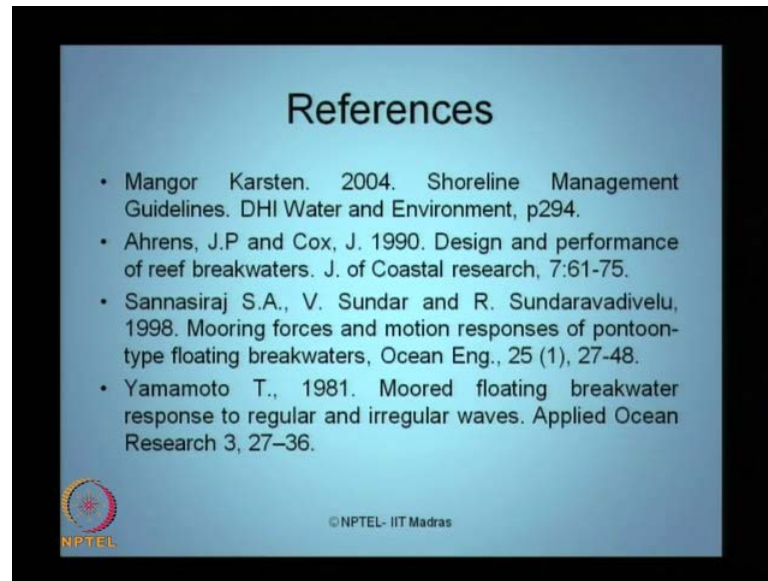 References
• Mangor Karsten. 2004. Shoreline Management
Guidelines. DHI Water and Environment, p294.
• Ahrens, J.P and Cox, J. 1990. Design and performance
of reef breakwaters. J. of Coastal research, 7:61-75.
• Sannasiraj S.A., V. Sundar and R. Sundaravadivelu,
1998. Mooring forces and motion responses of pontoon-
type floating breakwaters, Ocean Eng., 25 (1), 27-48.
• Yamamoto T., 1981. Moored floating breakwater
response to regular and irregular waves. Applied Ocean
Research 3, 27–36.
©NPTEL- IIT Madras
NPTEL